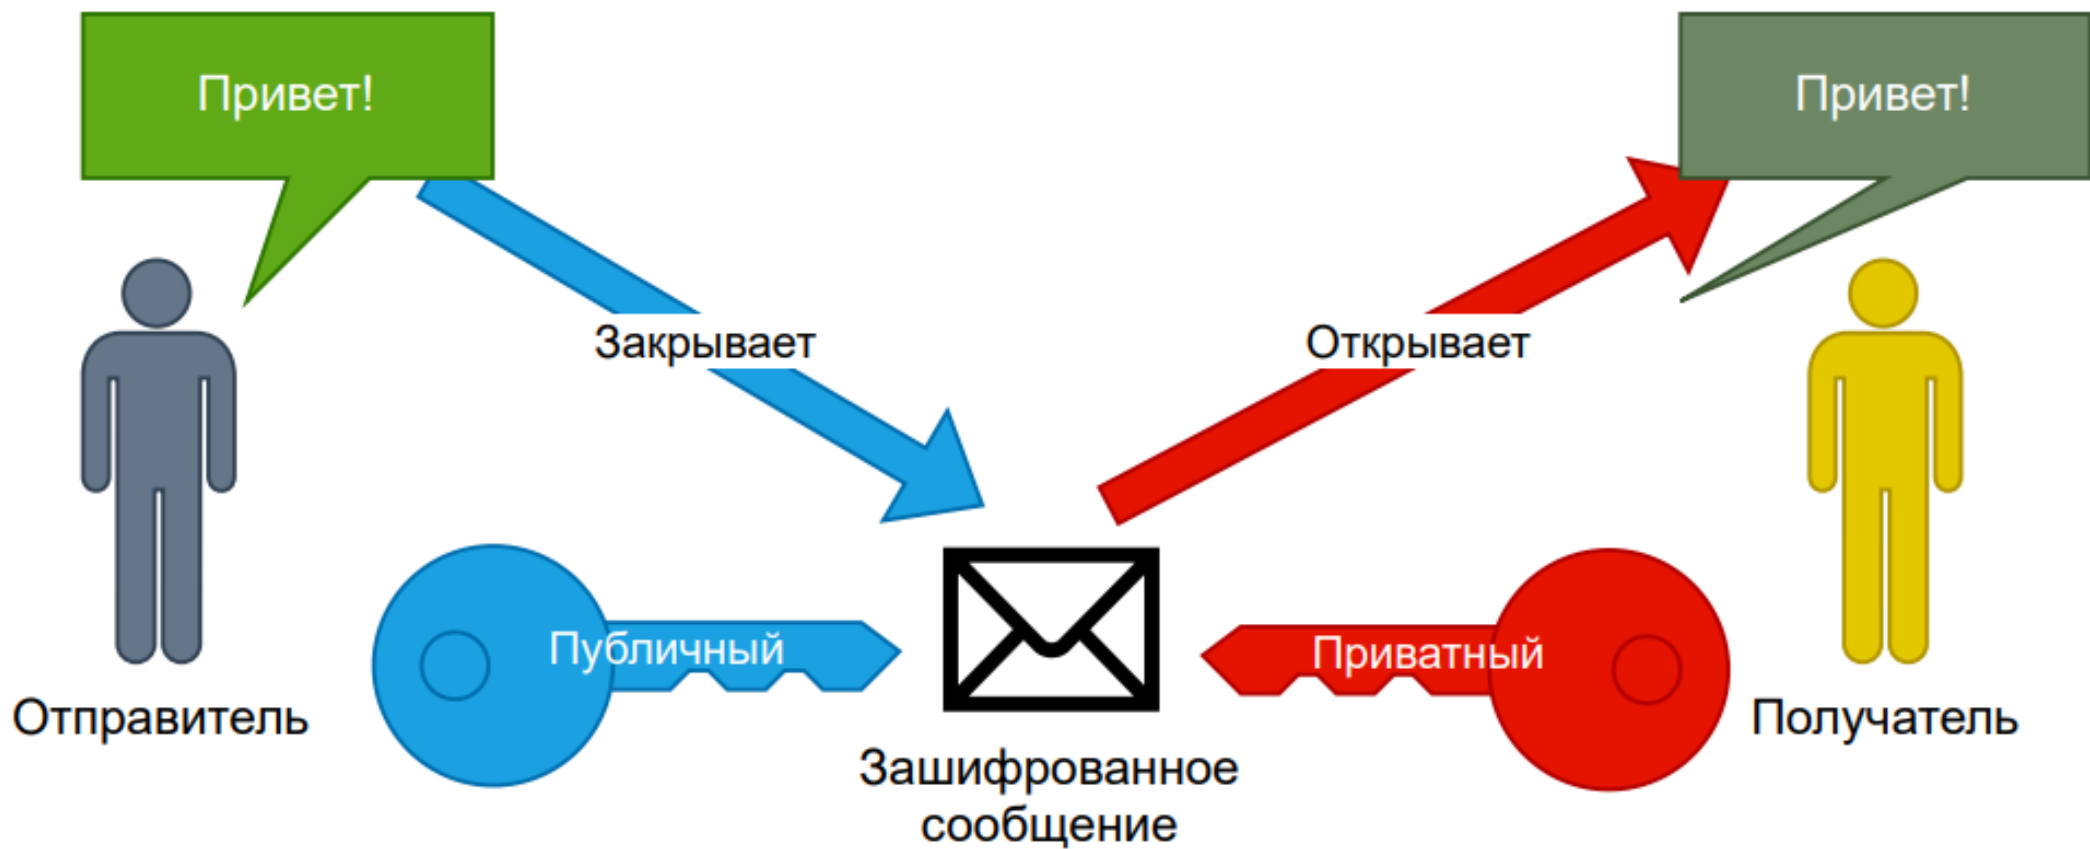 Привет!
Привет!
Закрывает
Открывает
Публичный
Приватный
Отправитель
Получатель
Зашифрованное
сообщение